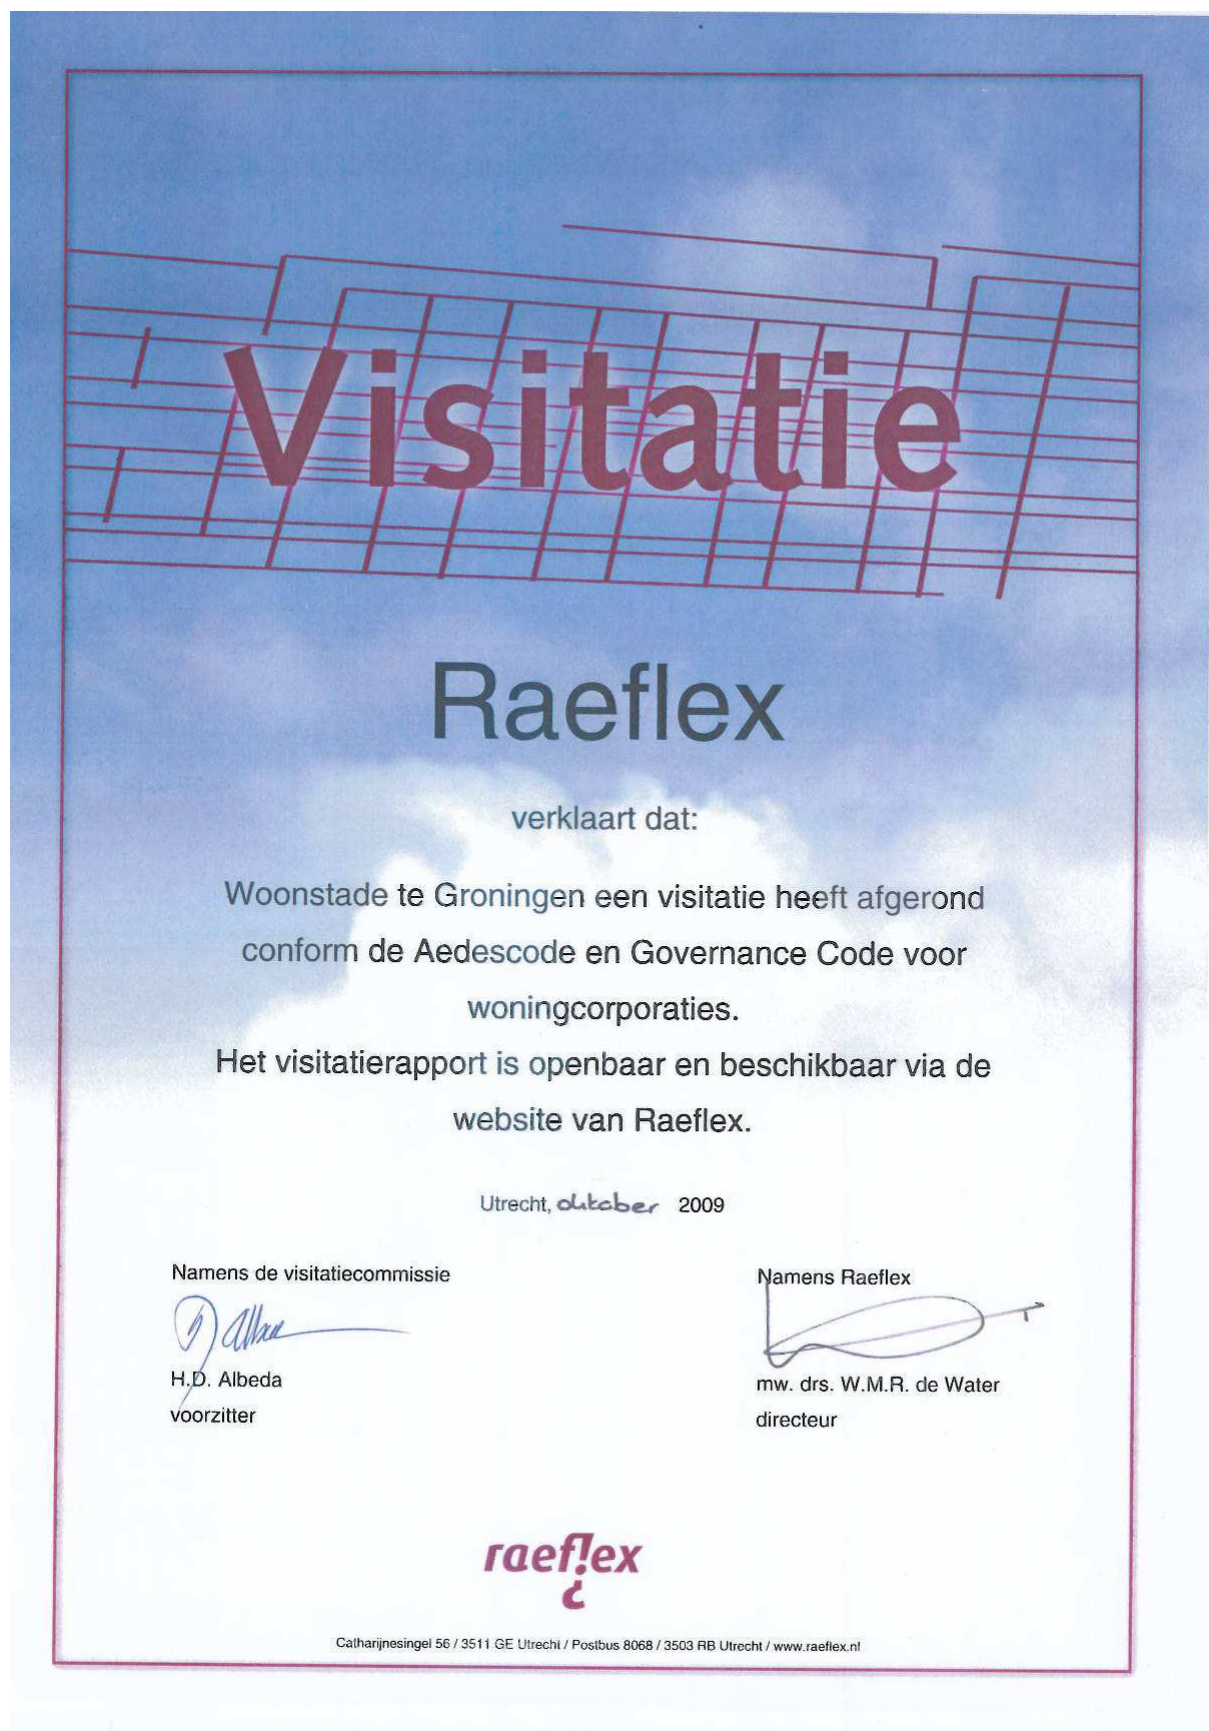 Visitatie
Raeflex
verklaart dat:
Woonstade te Groningen een visitatie heeft afgerond
conform de Aedescode en Governance Code voor
woningcorporaties.
Het visitatierapport is openbaar en beschikbaar via de
website van Raeflex.
Utrecht, oktober 2009
Namens de visitatiecommissie
Namens Raeflex
H.D. Albeda
mw. drs. W.M.R. de Water
voorzitter
directeur
raeflex
Catharijnesingel 56 / 3511 GE Utrecht / Postbus 8068 / 3503 RB Utrecht / www.raeflex.nl